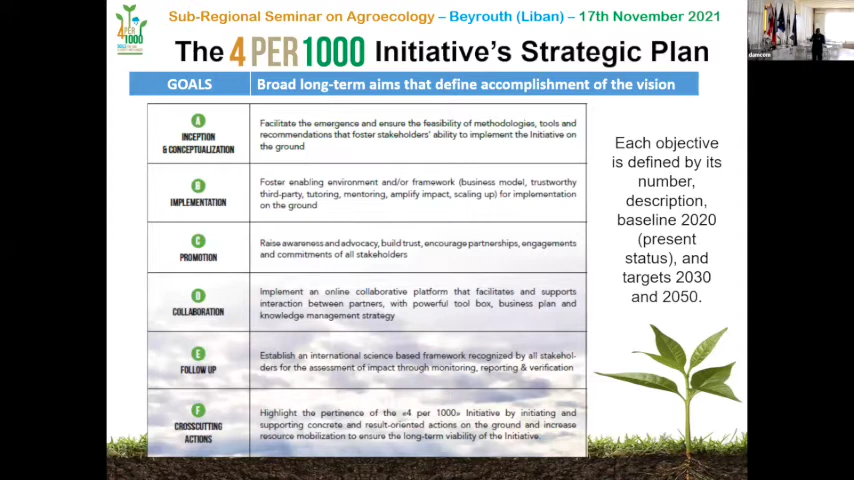 Sub-Regional Seminar on Agroecology – Beyrouth (Liban) – 17th November 2021
4 PER
1000
The 4 PER 1000 Initiative's Strategic Plan
GOALS
Broad long-term aims that define accomplishment of the vision
A
INCEPTION
& CONCEPTUALIZATION
Facilitate the emergence and ensure the feasibility of methodologies, tools and
recommendations that foster stakeholders' ability to implement the Initiative on
the ground
B
IMPLEMENTATION
Foster enabling environment and/or framework (business model, trustworthy
third-party, tutoring, mentoring, amplify impact, scaling up) for implementation
on the ground
C
PROMOTION
Raise awareness and advocacy, build trust, encourage partnerships, engagements
and commitments of all stakeholders
D
COLLABORATION
Implement an online collaborative platform that facilitates and supports
interaction between partners, with powerful tool box, business plan and
knowledge management strategy
E
FOLLOW UP
Establish an international science based framework recognized by all stakehol-
ders for the assessment of impact through monitoring, reporting & verification
F
CROSSCUTTING
ACTIONS
Highlight the pertinence of the «4 per 1000» Initiative by initiating and
supporting concrete and result-oriented actions on the ground and increase
resource mobilization to ensure the long-term viability of the Initiative.
Each objective
is defined by its
number,
description,
baseline 2020
(present
status), and
targets 2030
and 2050.